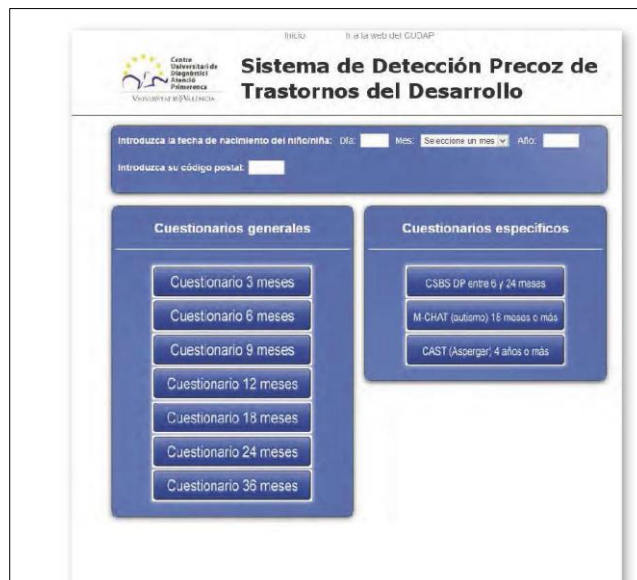 Inicio Ir a la web del CUDAP
Centre
Universitari de
Diagnòstic i
Atenció
Primerenca
VNIVERSITAT ID VALÈNCIA
Sistema de Detección Precoz de
Trastornos del Desarrollo
Introduzca la fecha de nacimiento del niño/niña: Día: Mes: Seleccione un mes Año:
Introduzca su código postal:
Cuestionarios generales
Cuestionario 3 meses
Cuestionario 6 meses
Cuestionario 9 meses
Cuestionario 12 meses
Cuestionario 18 meses
Cuestionario 24 meses
Cuestionario 36 meses
Cuestionarios específicos
CSBS DP entre 6 y 24 meses
M-CHAT (autismo) 18 meses o más
CAST (Asperger) 4 años o más